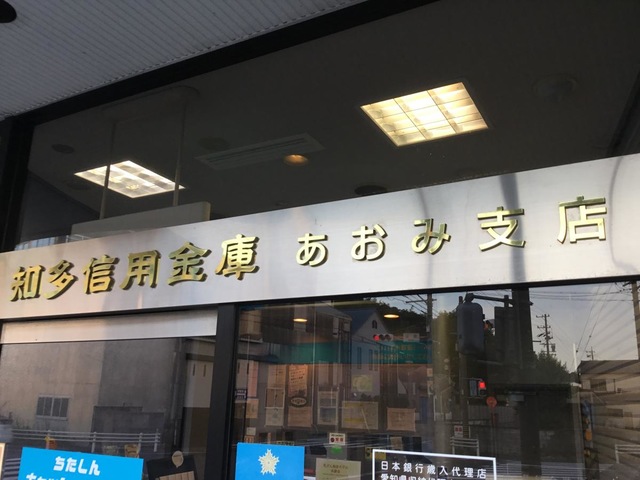 知多信用金庫 あおみ支店
ちたしん
日本銀行歳入代理店